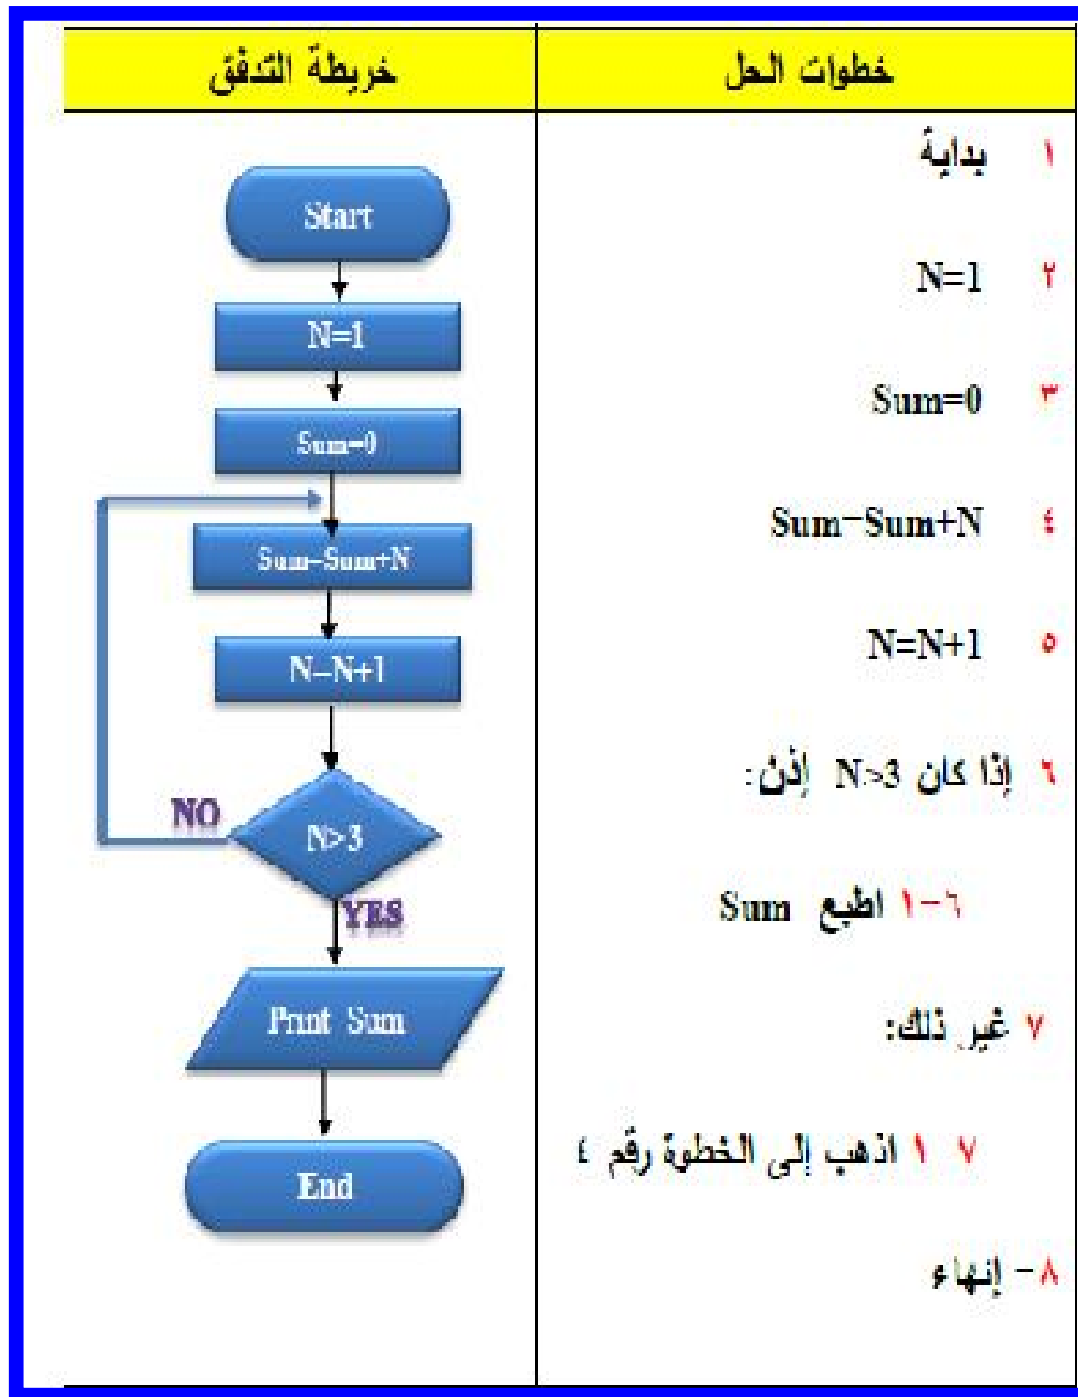 خطوات الحل
١ بداية
٢ N=1
٣ Sum=0
٤ Sum=Sum+N
٥ N=N+1
٦ إذا كان N>3 إذن:
٦-١ اطبع Sum
٧ غير ذلك:
٧ ١ اذهب إلى الخطوة رقم ٤
٨- إنهاء
خريطة التدفق
Start
N=1
Sum=0
Sum=Sum+N
N=N+1
N>3
NO
YES
Print Sum
End